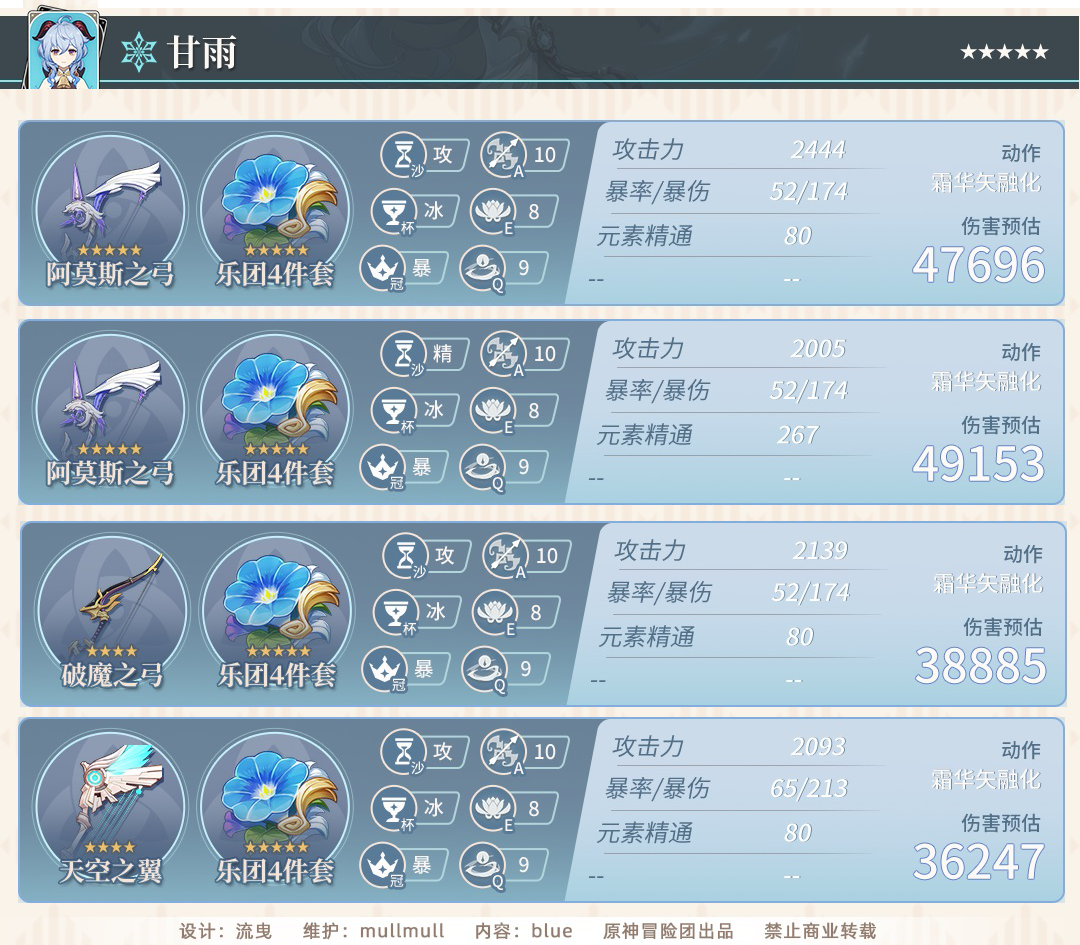 甘雨
★★★★★
阿莫斯之弓
乐团4件套
沙 攻
A 10
杯 冰
E 8
冠 暴
Q 9
攻击力 2444
暴率/暴伤 52/174
元素精通 80
-- --
动作
霜华矢融化
伤害预估
47696
阿莫斯之弓
乐团4件套
沙 精
A 10
杯 冰
E 8
冠 暴
Q 9
攻击力 2005
暴率/暴伤 52/174
元素精通 267
-- --
动作
霜华矢融化
伤害预估
49153
破魔之弓
乐团4件套
沙 攻
A 10
杯 冰
E 8
冠 暴
Q 9
攻击力 2139
暴率/暴伤 52/174
元素精通 80
-- --
动作
霜华矢融化
伤害预估
38885
天空之翼
乐团4件套
沙 攻
A 10
杯 冰
E 8
冠 暴
Q 9
攻击力 2093
暴率/暴伤 65/213
元素精通 80
-- --
动作
霜华矢融化
伤害预估
36247
设计：流曳 维护：mullmull 内容：blue 原神冒险团出品 禁止商业转载